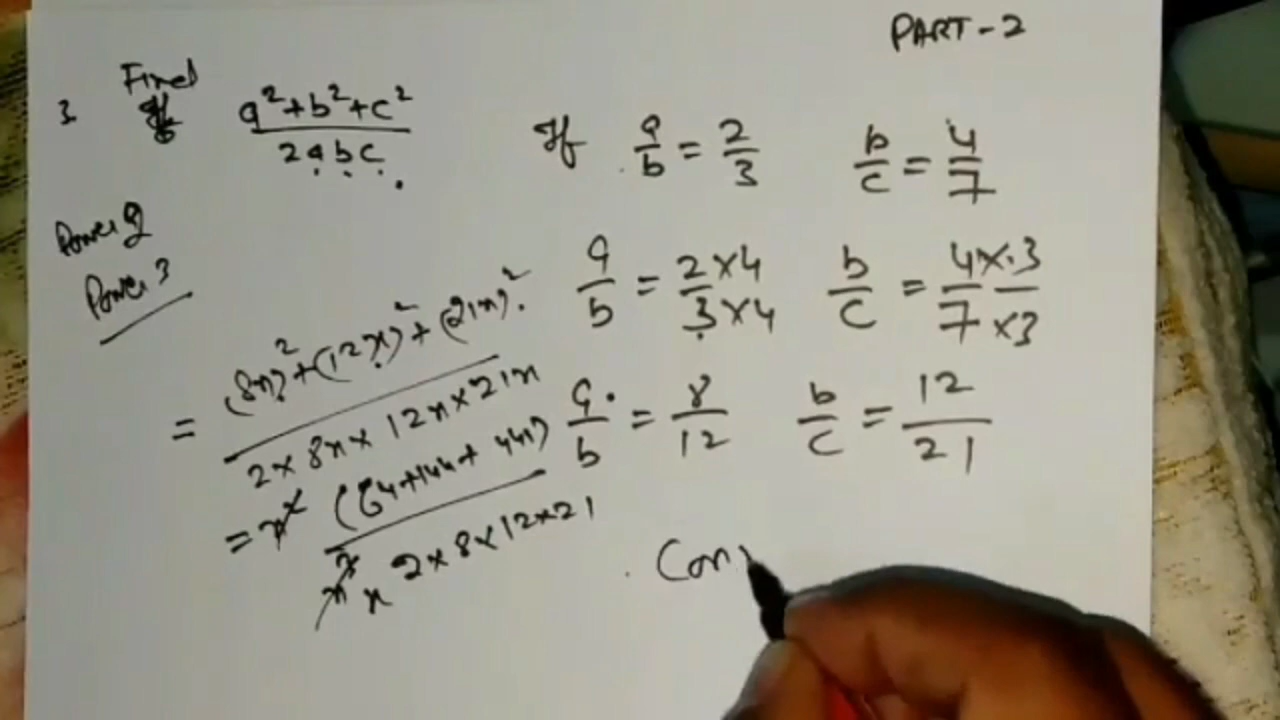 PART-2
1 Find a²+b²+c² / 2abc If a/b = 2/3 b/c = 4/7
Power 2
Power 3
a/b = 2×4 / 3×4 b/c = 4×3 / 7×3
= (8x)²+(12x)²+(21x)² / 2×8x×12x×21x
a/b = 8/12 b/c = 12/21
= x² (64+144+441) / x³ × 2×8×12×21
Con